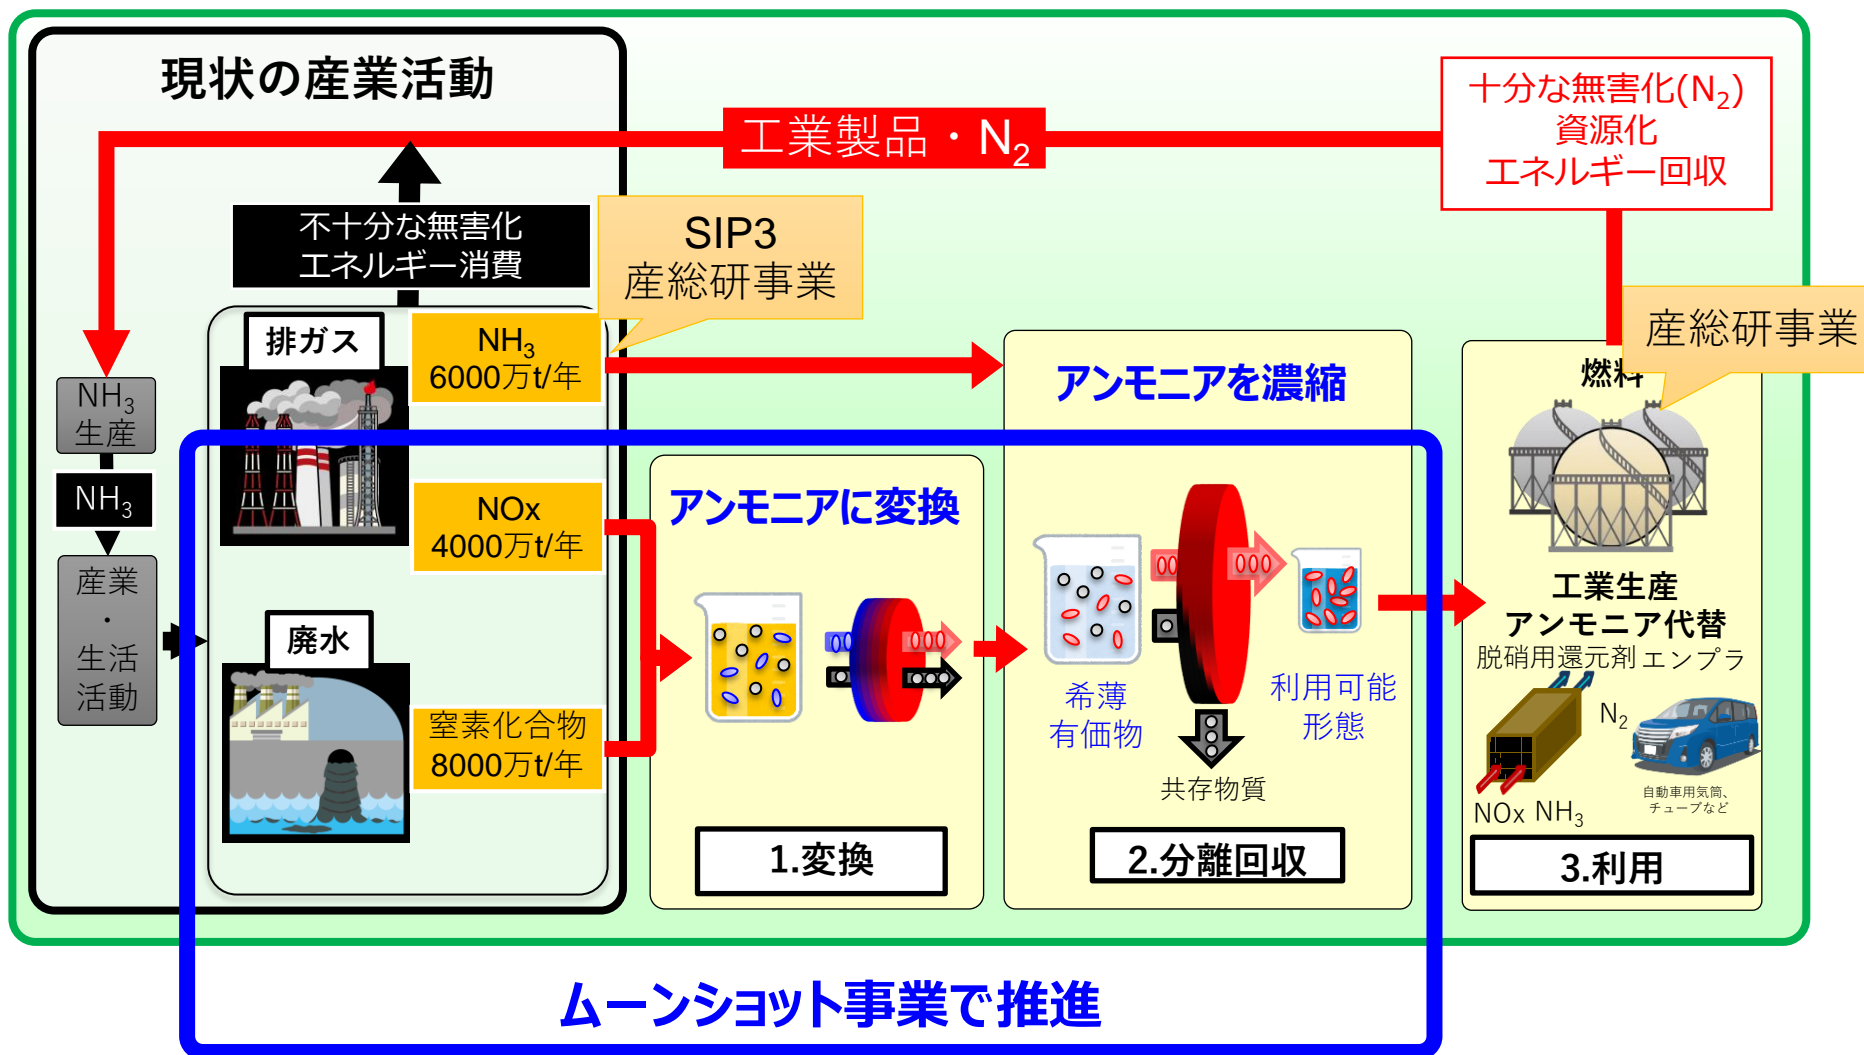 現状の産業活動
十分な無害化(N₂)
資源化
エネルギー回収
工業製品・N₂
不十分な無害化
エネルギー消費
SIP3
産総研事業
産総研事業
排ガス
NH₃
6000万t/年
NH₃
生産
NH₃
産業
・
生活
活動
NOx
4000万t/年
廃水
窒素化合物
8000万t/年
アンモニアに変換
1.変換
アンモニアを濃縮
希薄
有価物
利用可能
形態
共存物質
2.分離回収
燃料
工業生産
アンモニア代替
脱硝用還元剤 エンプラ
N₂
NOx NH₃
自動車用気筒、
チューブなど
3.利用
ムーンショット事業で推進